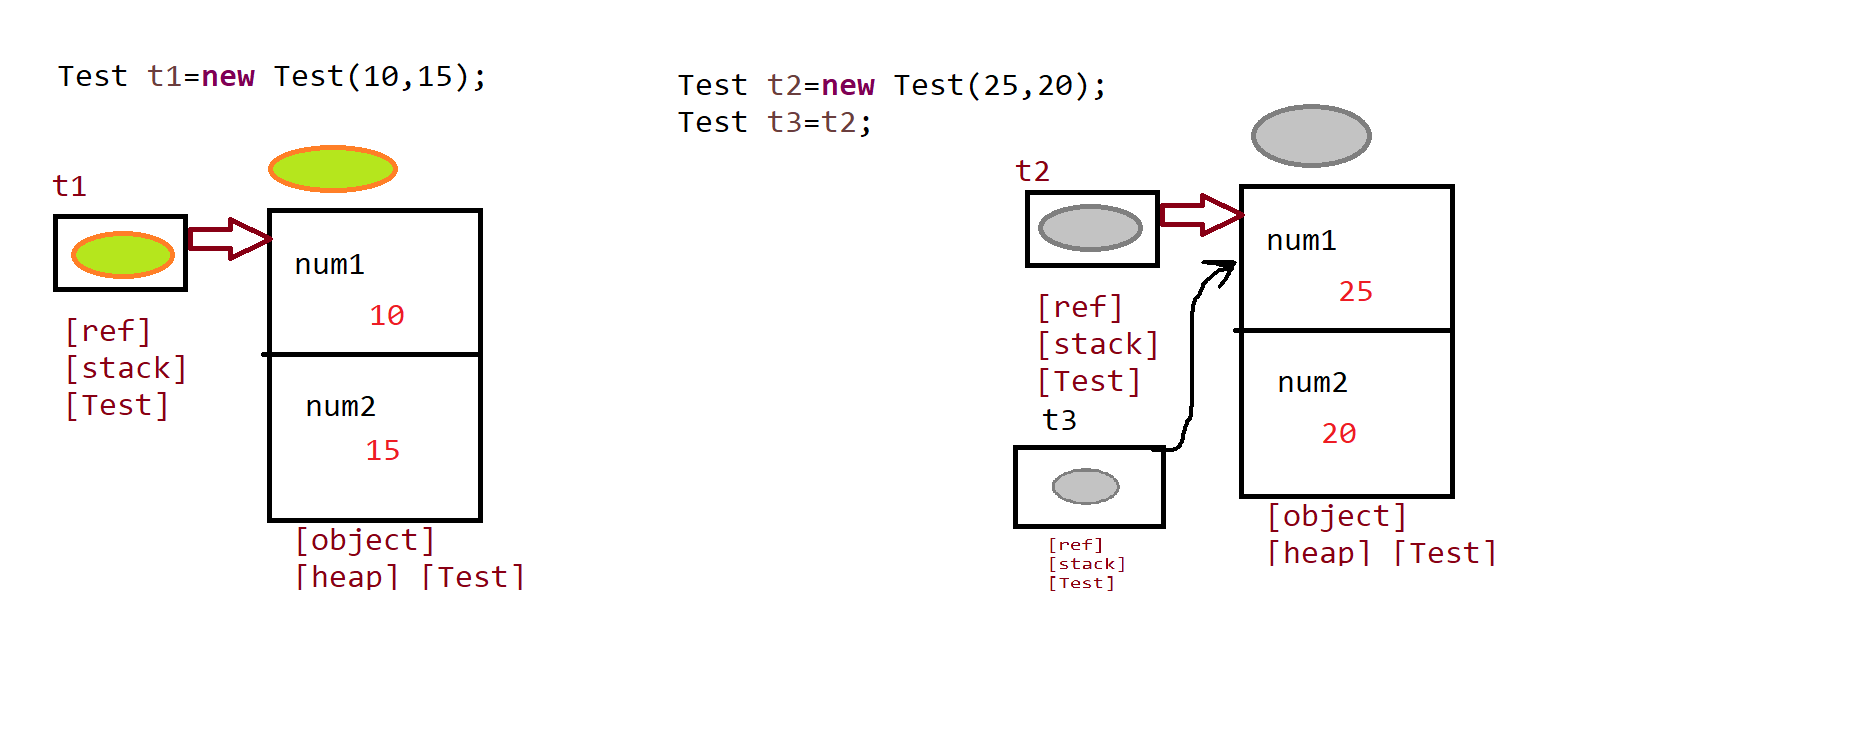 Test t1=new Test(10,15);
t1
num1
10
[ref]
[stack]
[Test]
num2
15
[object]
[heap] [Test]
Test t2=new Test(25,20);
Test t3=t2;
t2
num1
25
[ref]
[stack]
[Test]
num2
20
t3
[ref]
[stack]
[Test]
[object]
[heap] [Test]